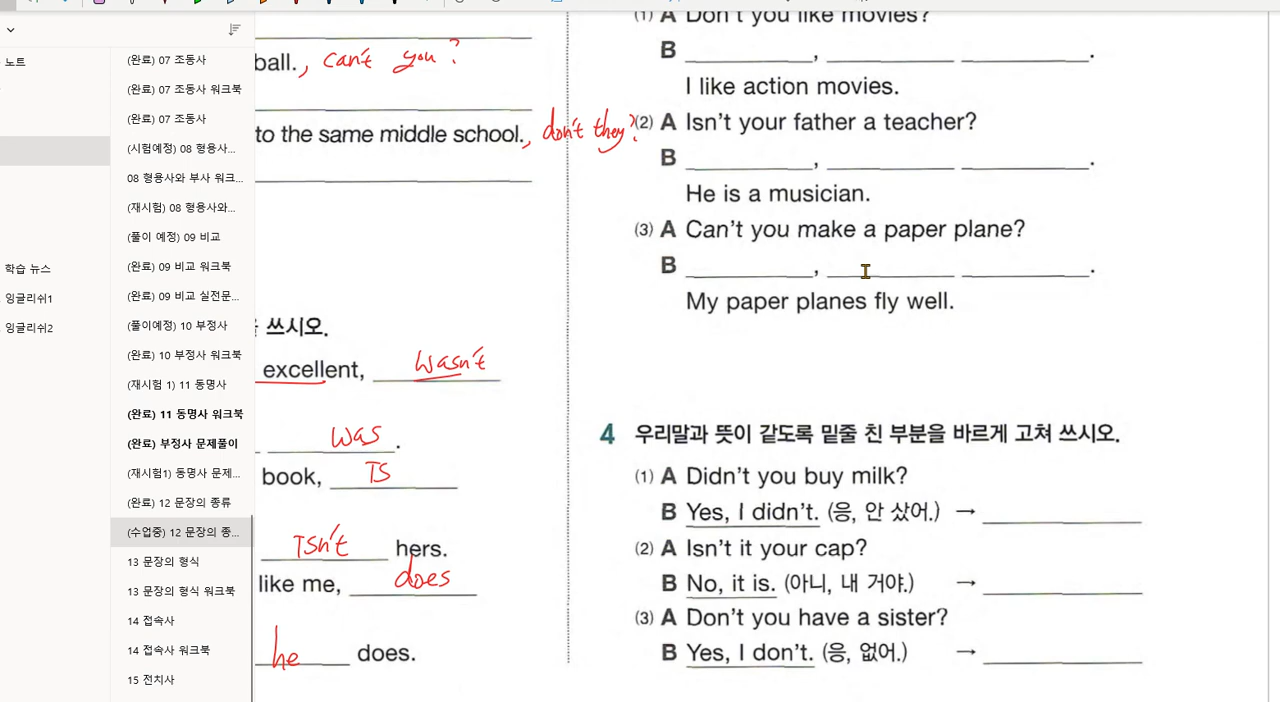 노트
학습 뉴스
잉글리쉬1
잉글리쉬2
(완료) 07 조동사
(완료) 07 조동사 워크북
(완료) 07 조동사
(시험예정) 08 형용사...
08 형용사와 부사 워크...
(재시험) 08 형용사와...
(풀이 예정) 09 비교
(완료) 09 비교 워크북
(완료) 09 비교 실전문...
(풀이예정) 10 부정사
(완료) 10 부정사 워크북
(재시험 1) 11 동명사
(완료) 11 동명사 워크북
(완료) 부정사 문제풀이
(재시험1) 동명사 문제...
(완료) 12 문장의 종류
(수업중) 12 문장의 종...
13 문장의 형식
13 문장의 형식 워크북
14 접속사
14 접속사 워크북
15 전치사
ball., can't you?
to the same middle school., don't they?
쓰시오.
excellent, wasn't
was.
book, Is
Isn't hers.
like me, does
he does.
(1) A Don't you like movies?
B ________, ________ ________.
I like action movies.
(2) A Isn't your father a teacher?
B ________, ________ ________.
He is a musician.
(3) A Can't you make a paper plane?
B ________, ________ ________.
My paper planes fly well.
4 우리말과 뜻이 같도록 밑줄 친 부분을 바르게 고쳐 쓰시오.
(1) A Didn't you buy milk?
B Yes, I didn't. (응, 안 샀어.) → ________
(2) A Isn't it your cap?
B No, it is. (아니, 내 거야.) → ________
(3) A Don't you have a sister?
B Yes, I don't. (응, 없어.) → ________